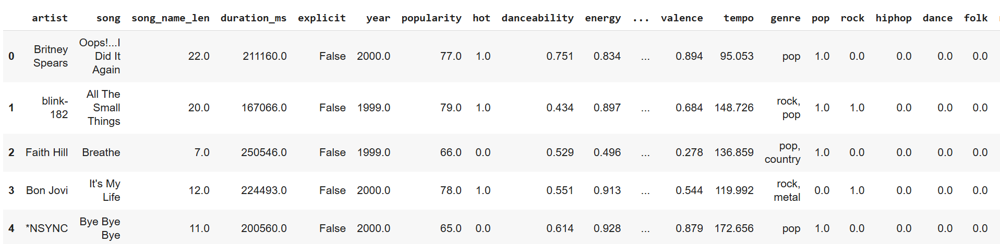 artist song song_name_len duration_ms explicit year popularity hot danceability energy ... valence tempo genre pop rock hiphop dance folk
0 Britney Spears Oops!...I Did It Again 22.0 211160.0 False 2000.0 77.0 1.0 0.751 0.834 ... 0.894 95.053 pop 1.0 0.0 0.0 0.0 0.0
1 blink-182 All The Small Things 20.0 167066.0 False 1999.0 79.0 1.0 0.434 0.897 ... 0.684 148.726 rock, pop 1.0 1.0 0.0 0.0 0.0
2 Faith Hill Breathe 7.0 250546.0 False 1999.0 66.0 0.0 0.529 0.496 ... 0.278 136.859 pop, country 1.0 0.0 0.0 0.0 0.0
3 Bon Jovi It's My Life 12.0 224493.0 False 2000.0 78.0 1.0 0.551 0.913 ... 0.544 119.992 rock, metal 0.0 1.0 0.0 0.0 0.0
4 *NSYNC Bye Bye Bye 11.0 200560.0 False 2000.0 65.0 0.0 0.614 0.928 ... 0.879 172.656 pop 1.0 0.0 0.0 0.0 0.0